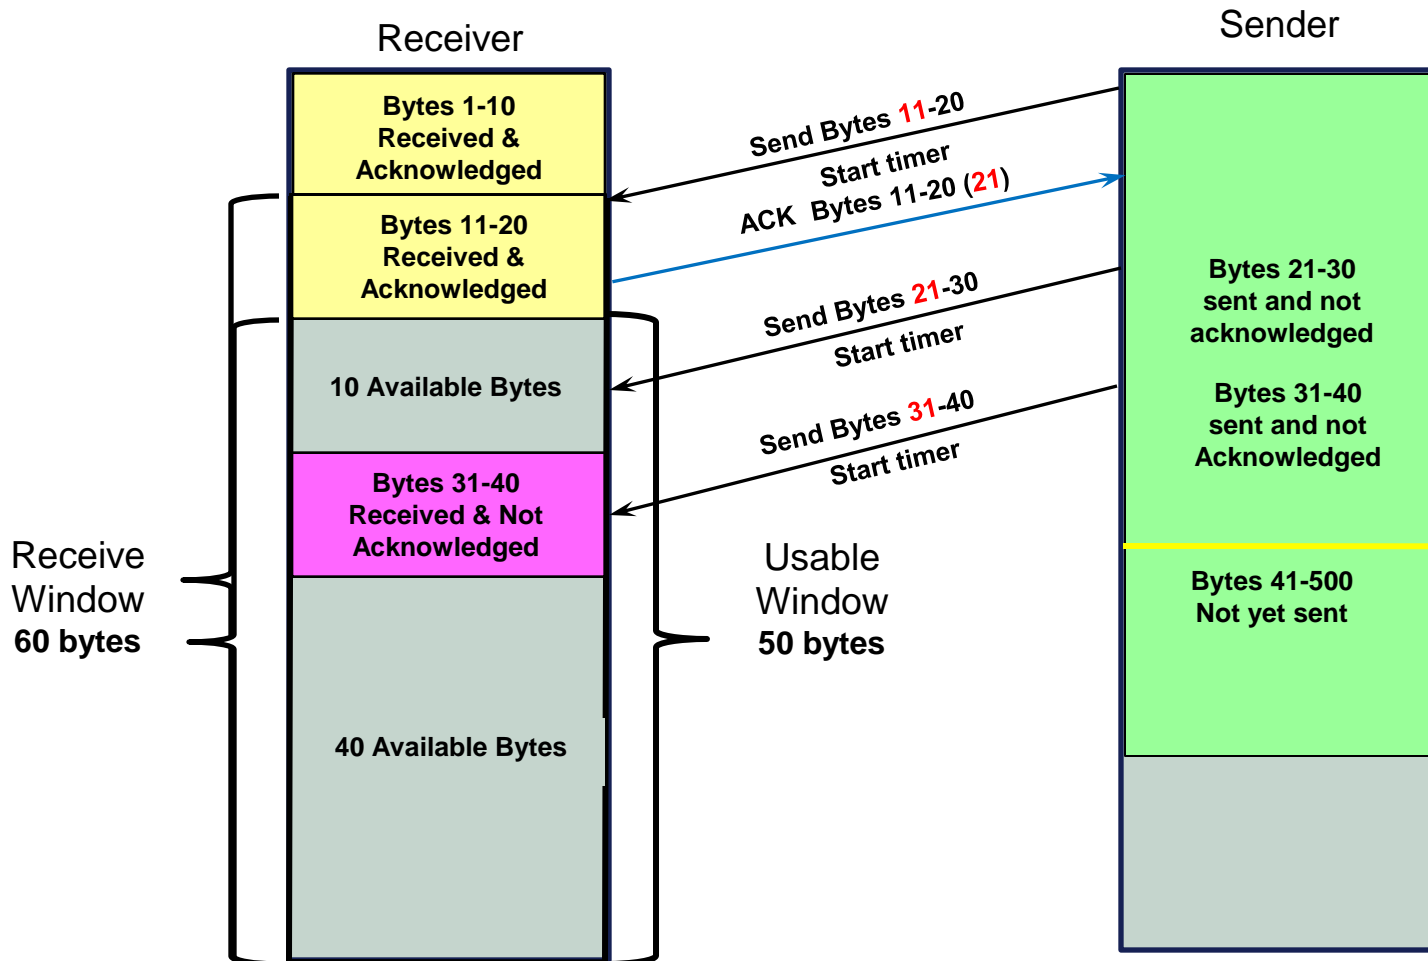 Receiver
Sender
Bytes 1-10
Received &
Acknowledged
Send Bytes 11-20
Start timer
ACK Bytes 11-20 (21)
Bytes 11-20
Received &
Acknowledged
Send Bytes 21-30
Start timer
Bytes 21-30
sent and not
acknowledged
10 Available Bytes
Send Bytes 31-40
Start timer
Bytes 31-40
sent and not
Acknowledged
Bytes 31-40
Received & Not
Acknowledged
Receive
Window
60 bytes
Usable
Window
50 bytes
Bytes 41-500
Not yet sent
40 Available Bytes